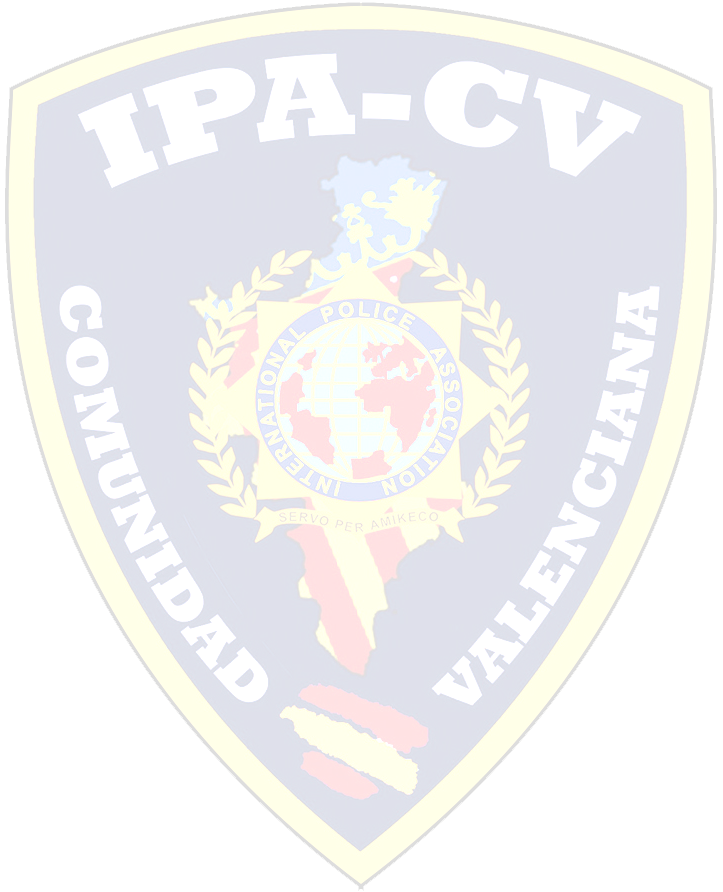 IPA-CV
COMUNIDAD
VALENCIANA
INTERNATIONAL POLICE ASSOCIATION
SERVO PER AMIKECO